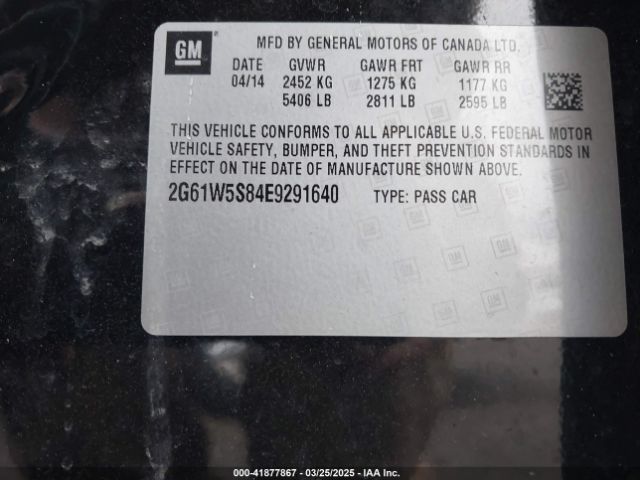 GM
MFD BY GENERAL MOTORS OF CANADA LTD.
DATE GVWR GAWR FRT GAWR RR
04/14 2452 KG 1275 KG 1177 KG
5406 LB 2811 LB 2595 LB
THIS VEHICLE CONFORMS TO ALL APPLICABLE U.S. FEDERAL MOTOR
VEHICLE SAFETY, BUMPER, AND THEFT PREVENTION STANDARDS IN
EFFECT ON THE DATE OF MANUFACTURE SHOWN ABOVE.
2G61W5S84E9291640 TYPE: PASS CAR
000-41877867 | 03/25/2025 | IAA Inc.